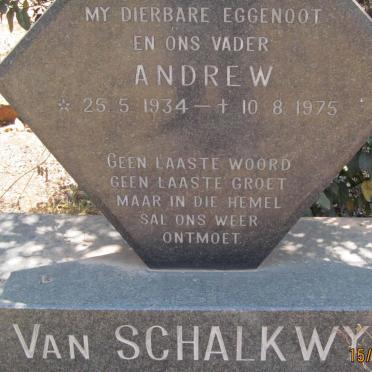 MY DIERBARE EGGENOOT
EN ONS VADER
ANDREW
☆ 25.5.1934 — † 10.8.1975
GEEN LAASTE WOORD
GEEN LAASTE GROET
MAAR IN DIE HEMEL
SAL ONS WEER
ONTMOET
VAN SCHALKWY
15/